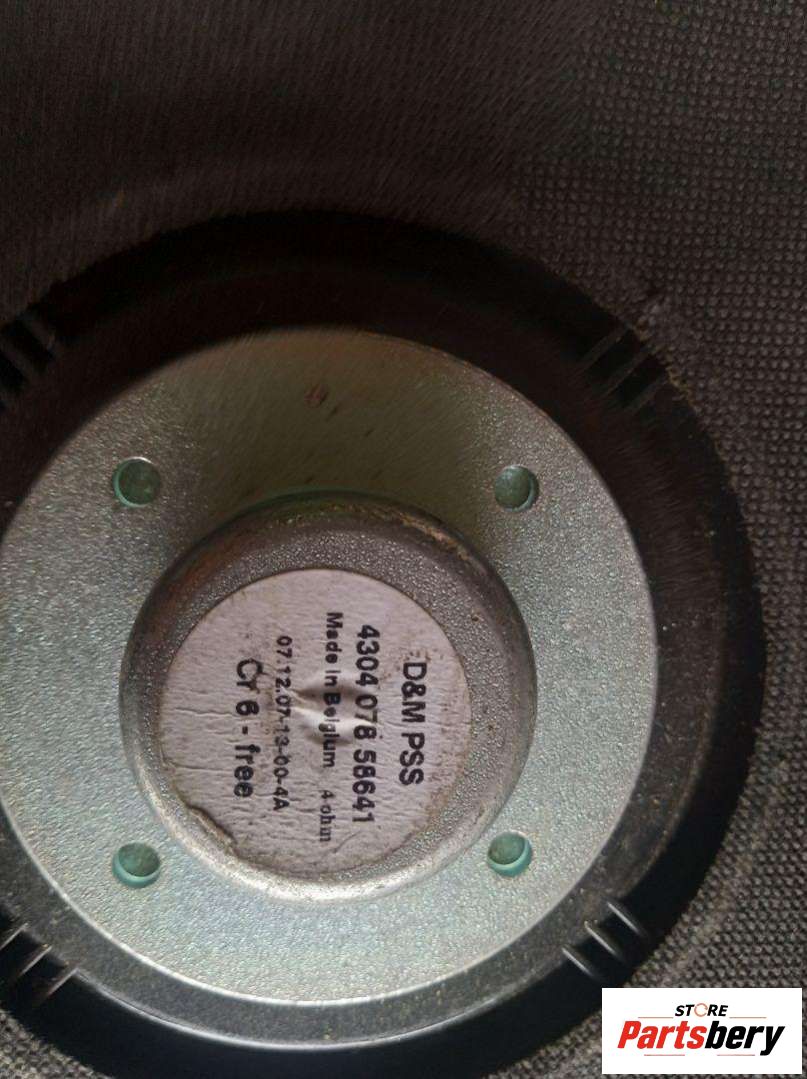 D&M PSS
4304 078 58641
Made in Belgium 4 ohm
07.12.07-13-00-4A
Cr 6 - free
STORE
Partsbery